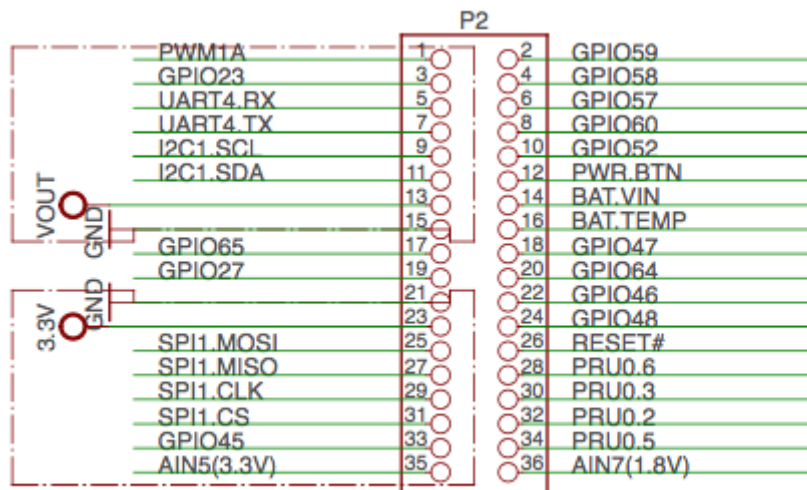 P2
PWM1A 1 2 GPIO59
GPIO23 3 4 GPIO58
UART4.RX 5 6 GPIO57
UART4.TX 7 8 GPIO60
I2C1.SCL 9 10 GPIO52
I2C1.SDA 11 12 PWR.BTN
VOUT 13 14 BAT.VIN
GND 15 16 BAT.TEMP
GPIO65 17 18 GPIO47
GPIO27 19 20 GPIO64
GND 21 22 GPIO46
3.3V 23 24 GPIO48
SPI1.MOSI 25 26 RESET#
SPI1.MISO 27 28 PRU0.6
SPI1.CLK 29 30 PRU0.3
SPI1.CS 31 32 PRU0.2
GPIO45 33 34 PRU0.5
AIN5(3.3V) 35 36 AIN7(1.8V)